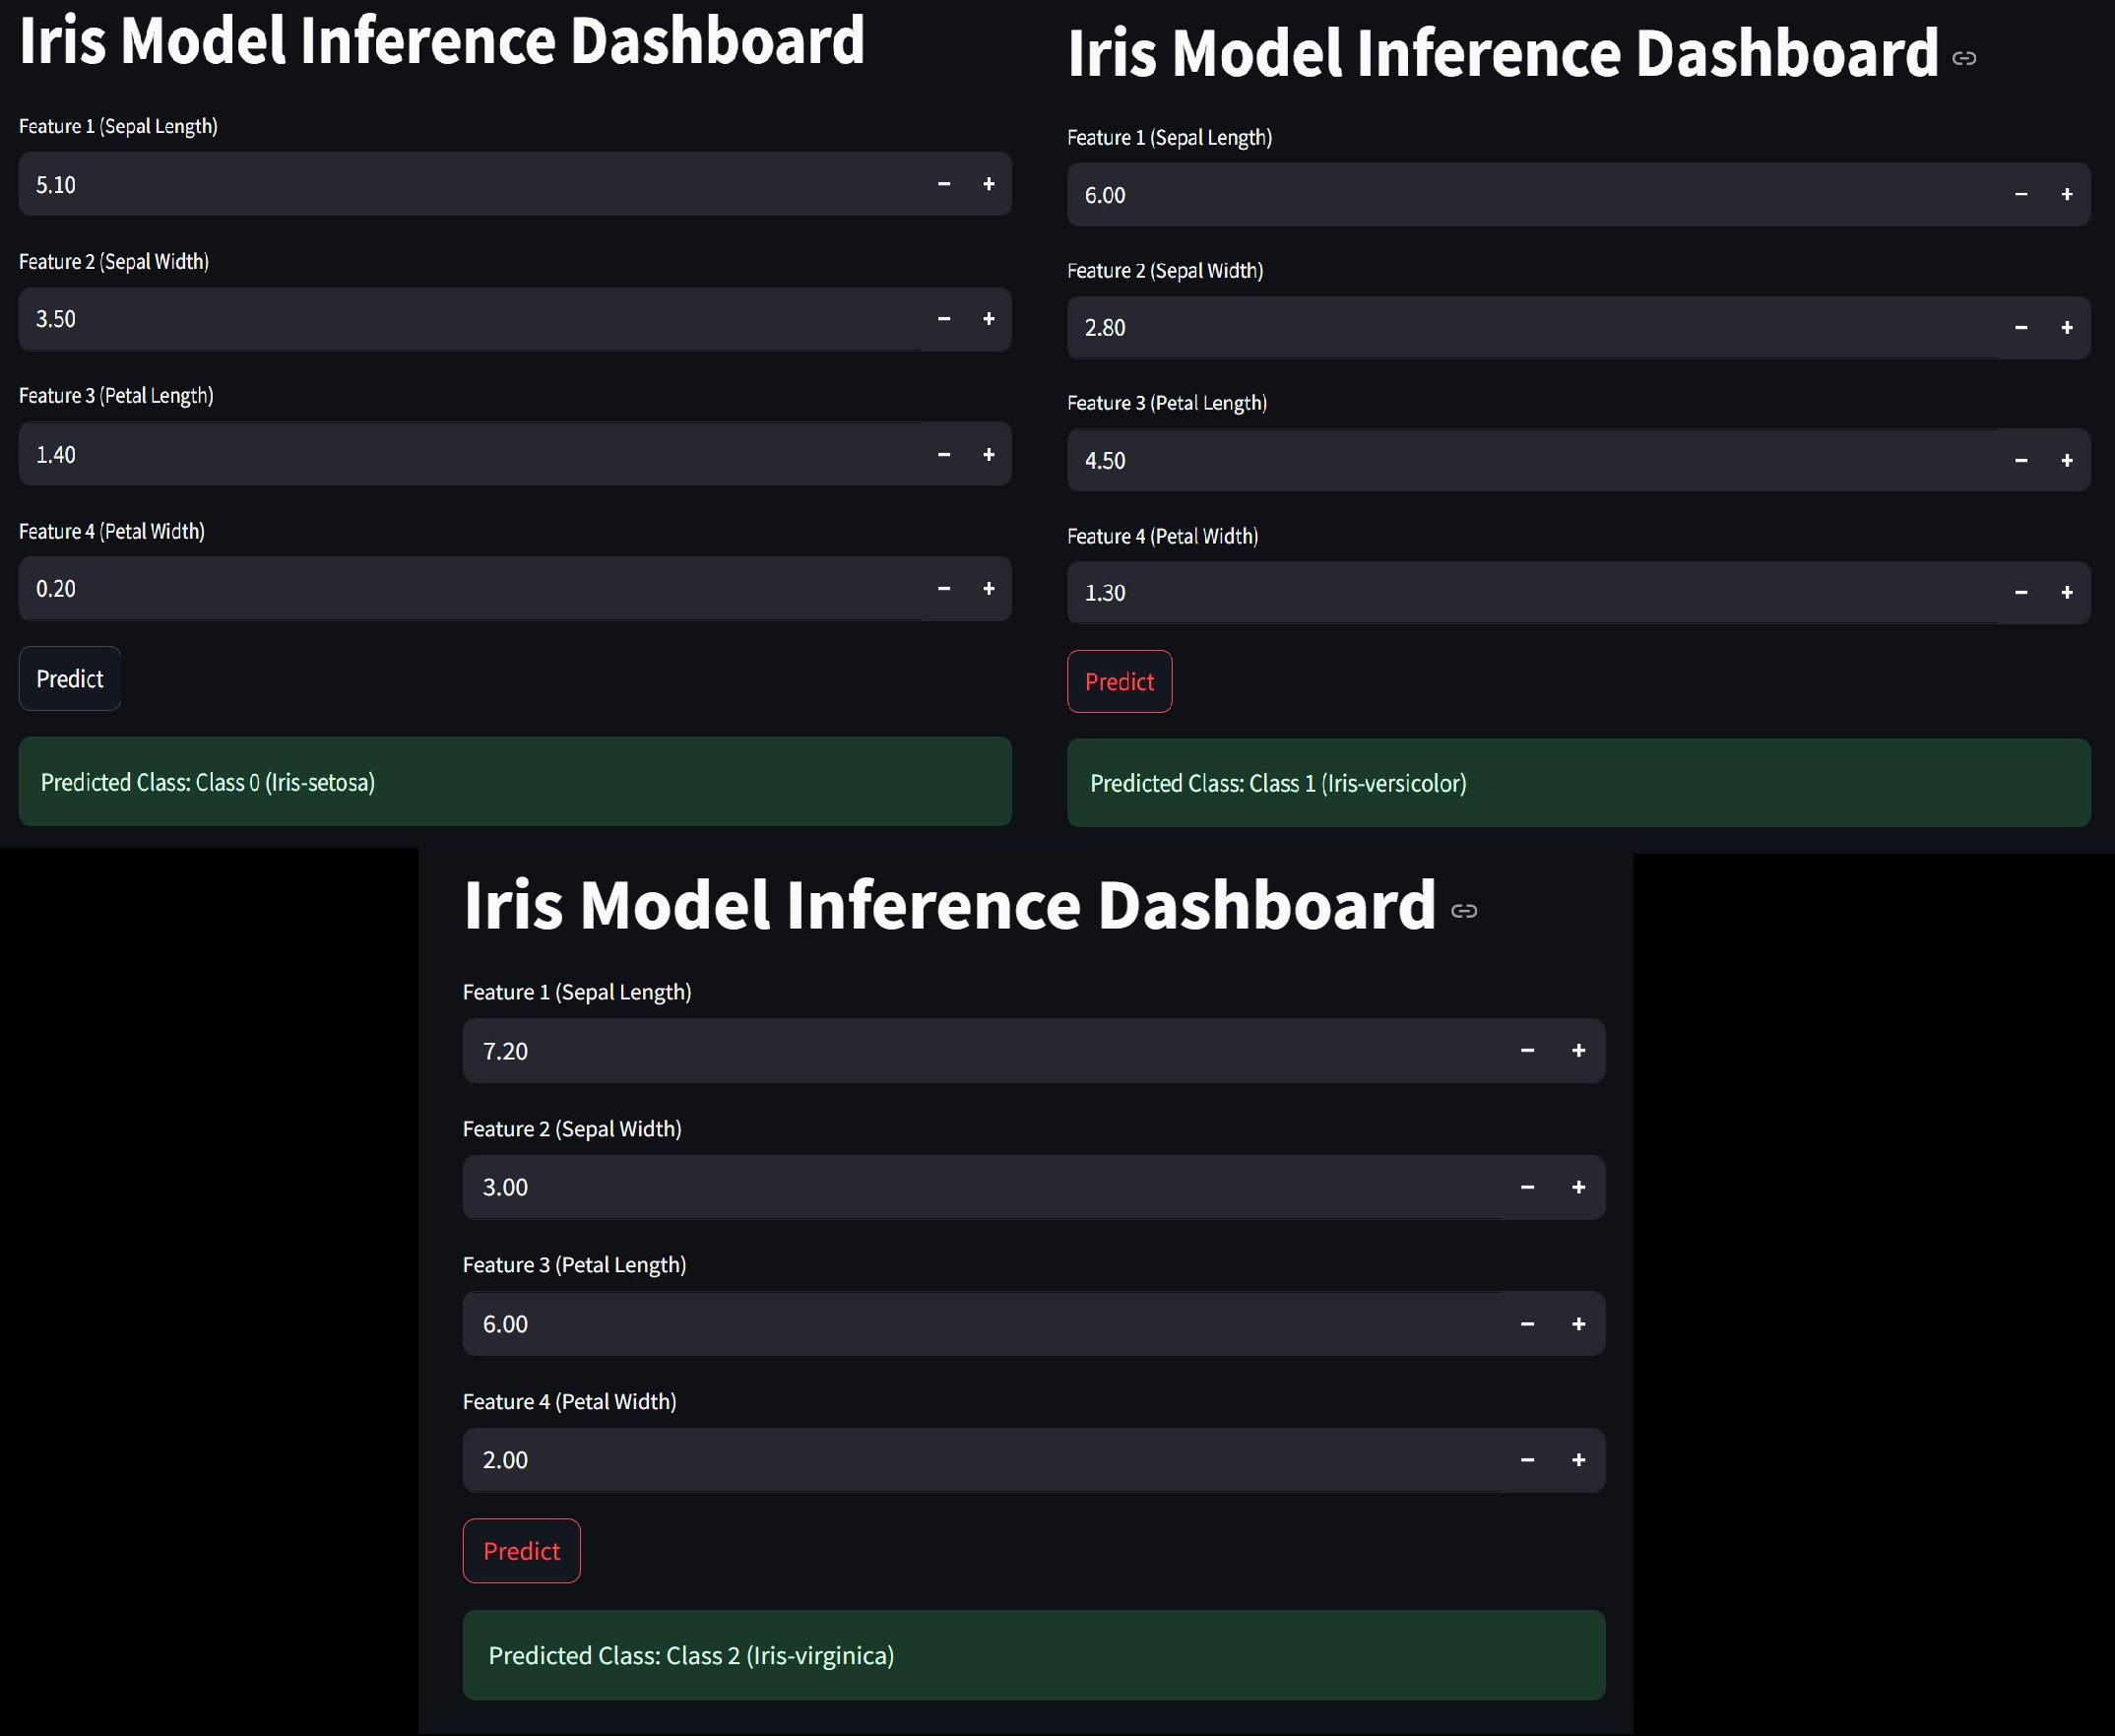 Iris Model Inference Dashboard
Feature 1 (Sepal Length)
5.10
Feature 2 (Sepal Width)
3.50
Feature 3 (Petal Length)
1.40
Feature 4 (Petal Width)
0.20
Predict
Predicted Class: Class 0 (Iris-setosa)
Iris Model Inference Dashboard
Feature 1 (Sepal Length)
6.00
Feature 2 (Sepal Width)
2.80
Feature 3 (Petal Length)
4.50
Feature 4 (Petal Width)
1.30
Predict
Predicted Class: Class 1 (Iris-versicolor)
Iris Model Inference Dashboard
Feature 1 (Sepal Length)
7.20
Feature 2 (Sepal Width)
3.00
Feature 3 (Petal Length)
6.00
Feature 4 (Petal Width)
2.00
Predict
Predicted Class: Class 2 (Iris-virginica)